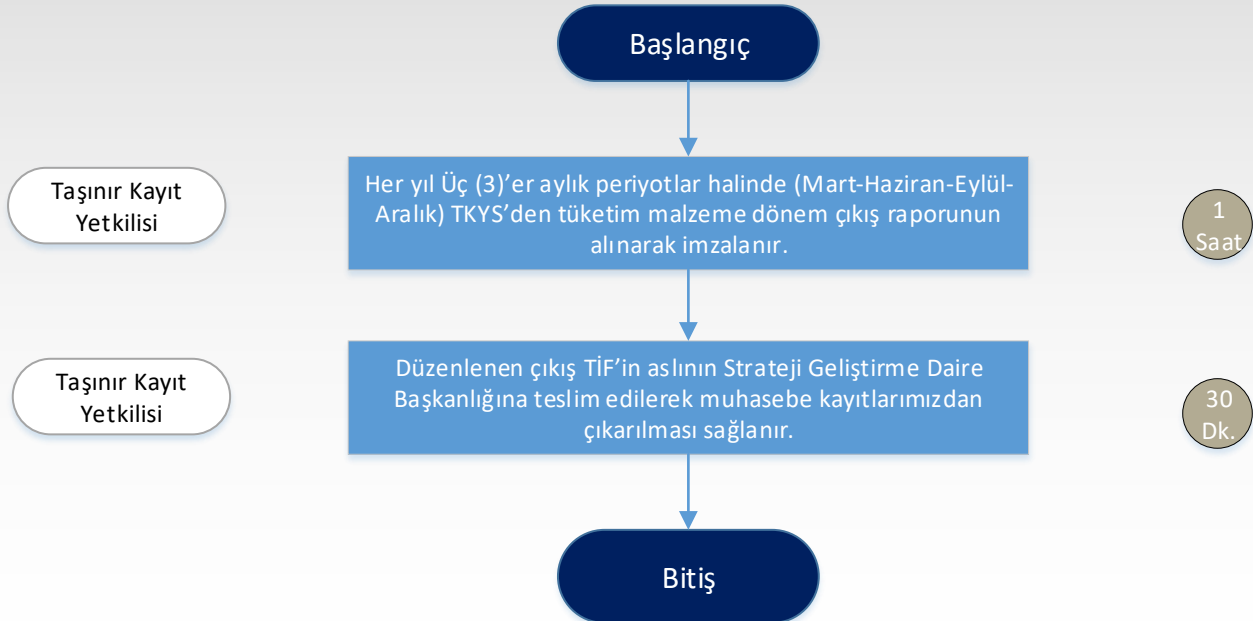 Başlangıç
Taşınır Kayıt
Yetkilisi
Her yıl Üç (3)’er aylık periyotlar halinde (Mart-Haziran-Eylül-
Aralık) TKYS’den tüketim malzeme dönem çıkış raporunun
alınarak imzalanır.
1
Saat
Taşınır Kayıt
Yetkilisi
Düzenlenen çıkış TİF’in aslının Strateji Geliştirme Daire
Başkanlığına teslim edilerek muhasebe kayıtlarımızdan
çıkarılması sağlanır.
30
Dk.
Bitiş